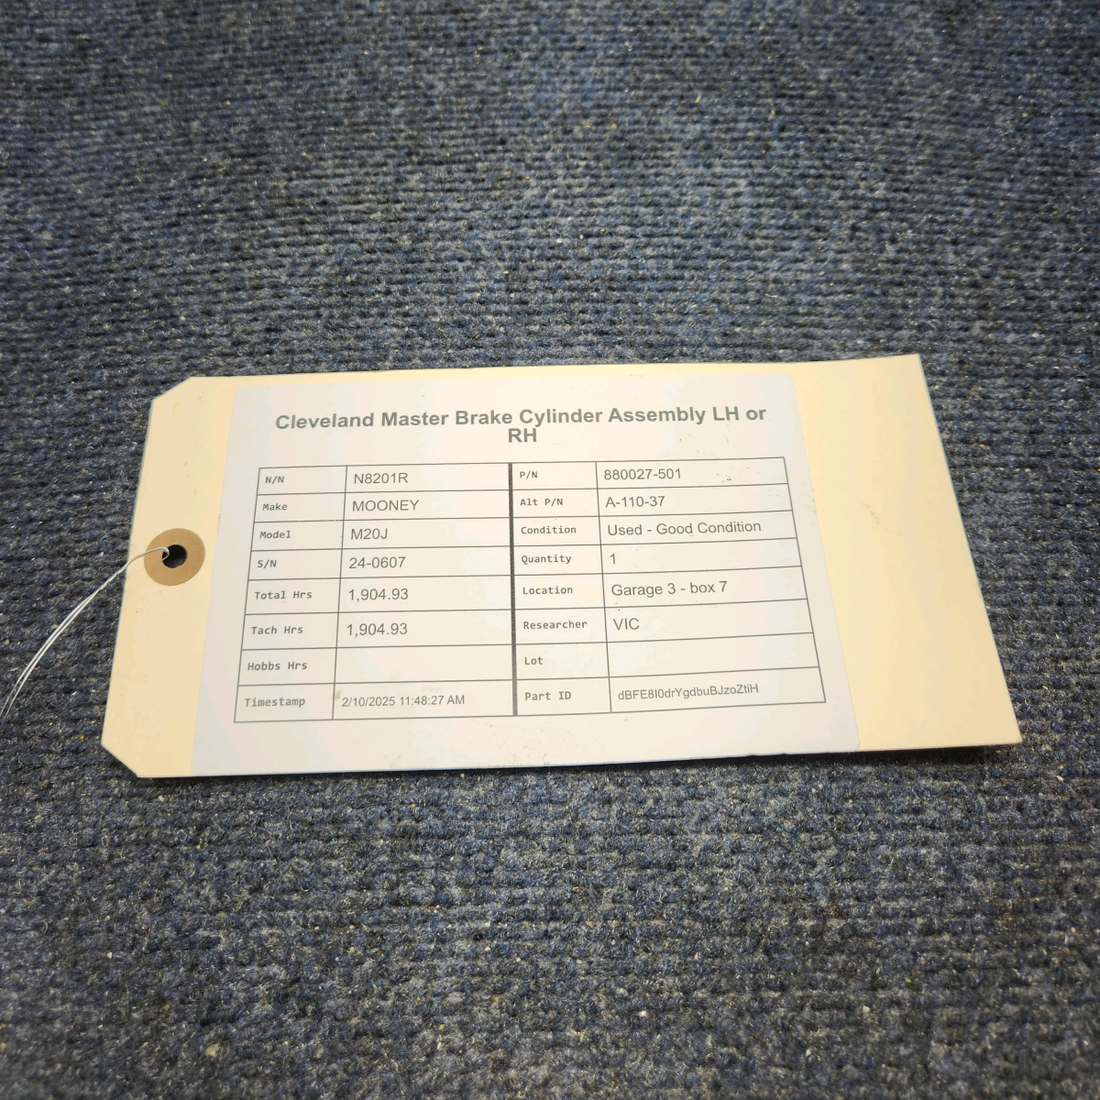 Cleveland Master Brake Cylinder Assembly LH or
RH
N/N N8201R P/N 880027-501
Make MOONEY Alt P/N A-110-37
Model M20J Condition Used - Good Condition
S/N 24-0607 Quantity 1
Total Hrs 1,904.93 Location Garage 3 - box 7
Tach Hrs 1,904.93 Researcher VIC
Hobbs Hrs Lot
Timestamp 2/10/2025 11:48:27 AM Part ID dBFE8I0drYgdbuBJzoZtiH